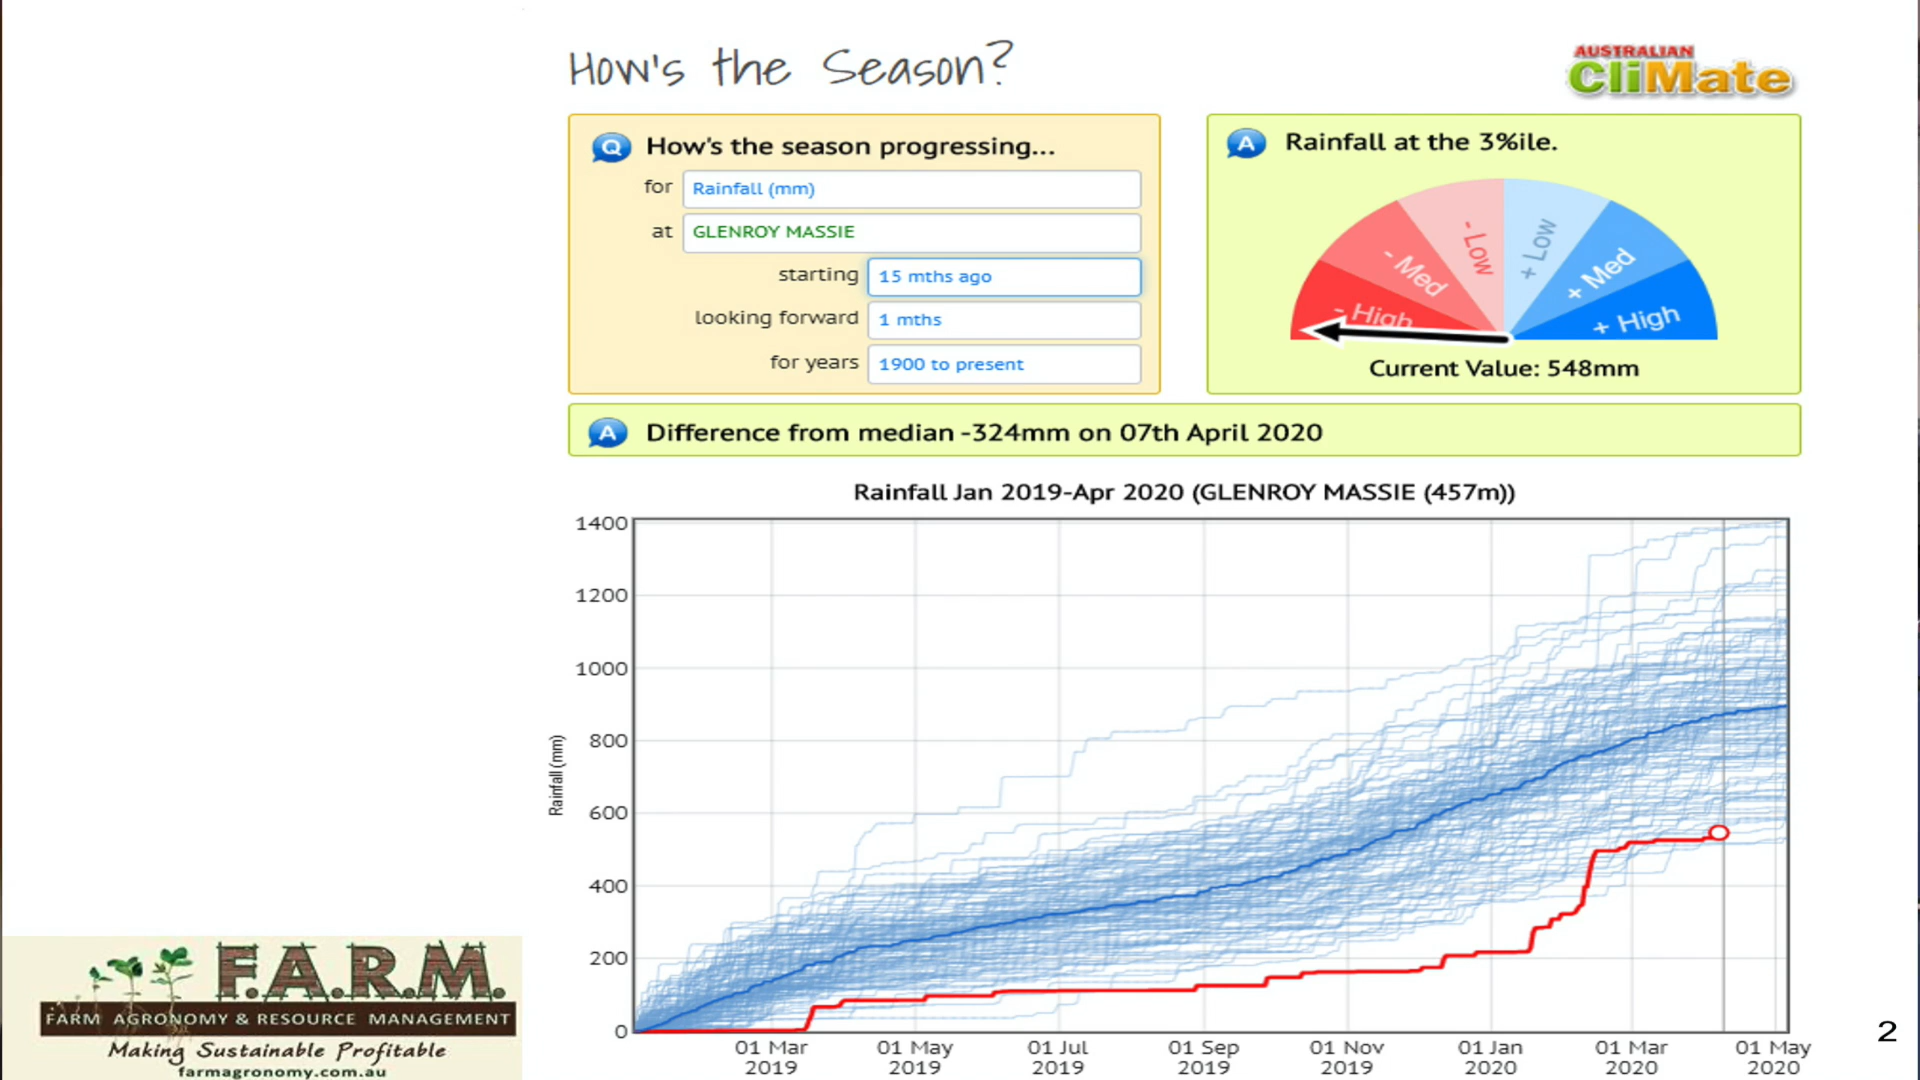 How's the Season?
AUSTRALIAN
CliMate
Q How's the season progressing...
for Rainfall (mm)
at GLENROY MASSIE
starting 15 mths ago
looking forward 1 mths
for years 1900 to present
A Rainfall at the 3%ile.
- High
- Med
- Low
+ Low
+ Med
+ High
Current Value: 548mm
A Difference from median -324mm on 07th April 2020
Rainfall Jan 2019-Apr 2020 (GLENROY MASSIE (457m))
Rainfall (mm)
1400
1200
1000
800
600
400
200
0
01 Mar 2019
01 May 2019
01 Jul 2019
01 Sep 2019
01 Nov 2019
01 Jan 2020
01 Mar 2020
01 May 2020
F.A.R.M.
FARM AGRONOMY & RESOURCE MANAGEMENT
Making Sustainable Profitable
farmagronomy.com.au
2